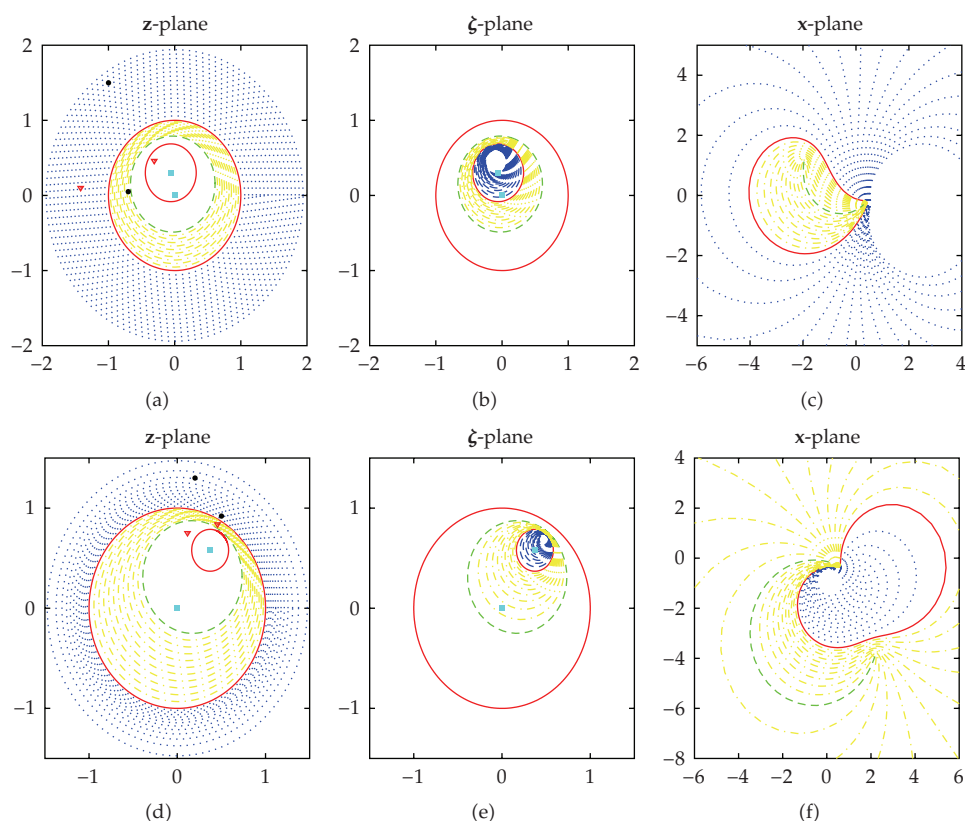 z-plane ζ-plane x-plane
2 2 4
1 1 2
0 0 0
−1 −1 −2
−2 −2 −4
−2 −1 0 1 2 −2 −1 0 1 2 −6 −4 −2 0 2 4
(a) (b) (c)
z-plane ζ-plane x-plane
1 1 4
0 0 2
−1 −1 0
−2
−4
−6
−8
−1 0 1 −1 0 1 −6 −4 −2 0 2 4 6
(d) (e) (f)